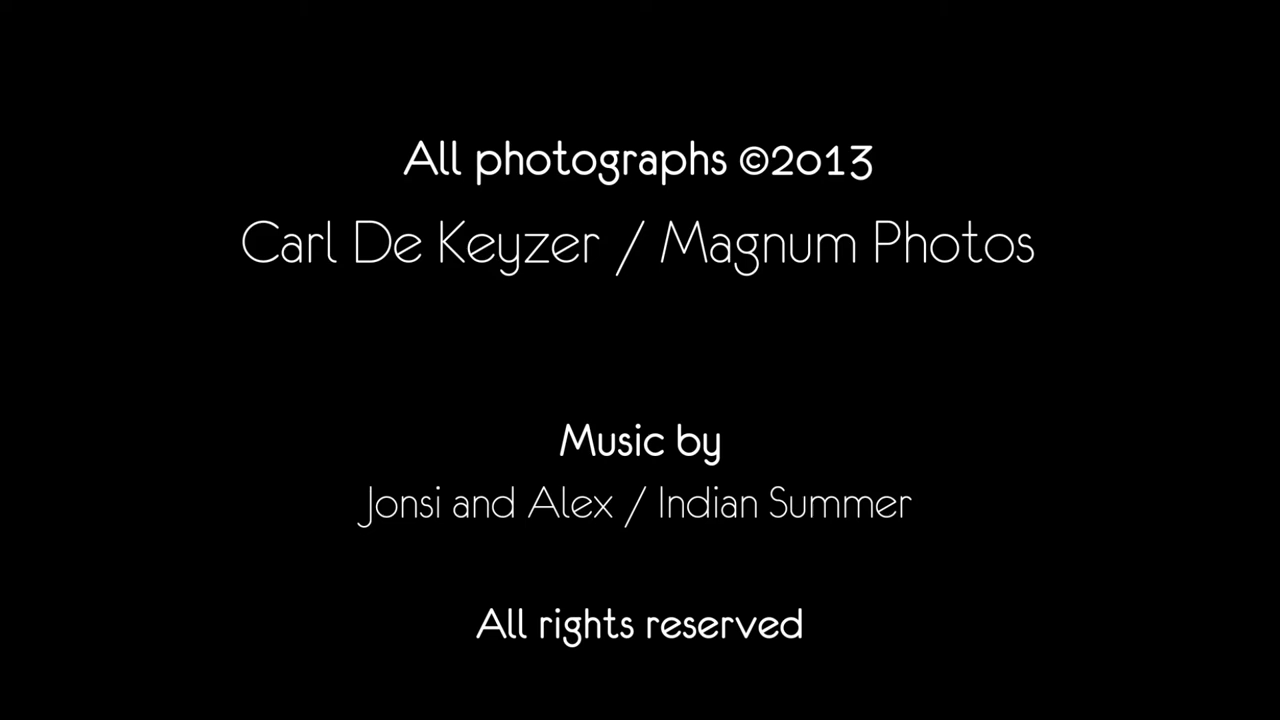 All photographs ©2013
Carl De Keyzer / Magnum Photos
Music by
Jonsi and Alex / Indian Summer
All rights reserved